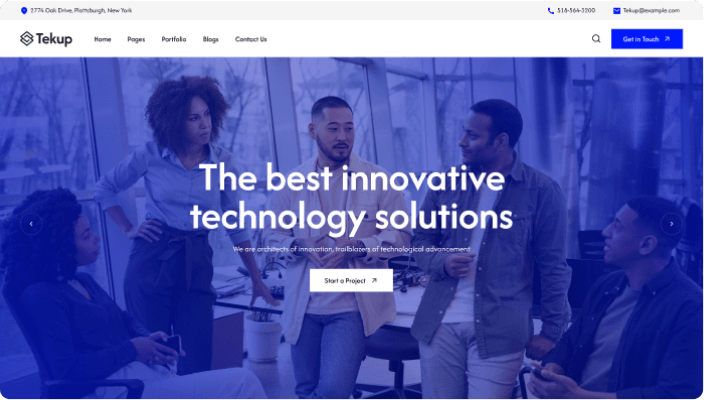 2774 Oak Drive, Plattsburgh, New York
518-564-3200
Tekup@example.com
Tekup
Home
Pages
Portfolio
Blogs
Contact Us
Get in Touch
The best innovative
technology solutions
We are architects of innovation, trailblazers of technological advancement
Start a Project